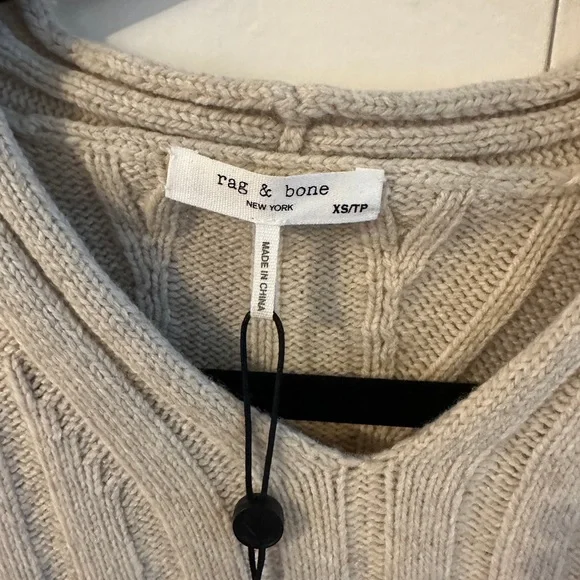 rag & bone
NEW YORK
XS/TP
MADE IN CHINA